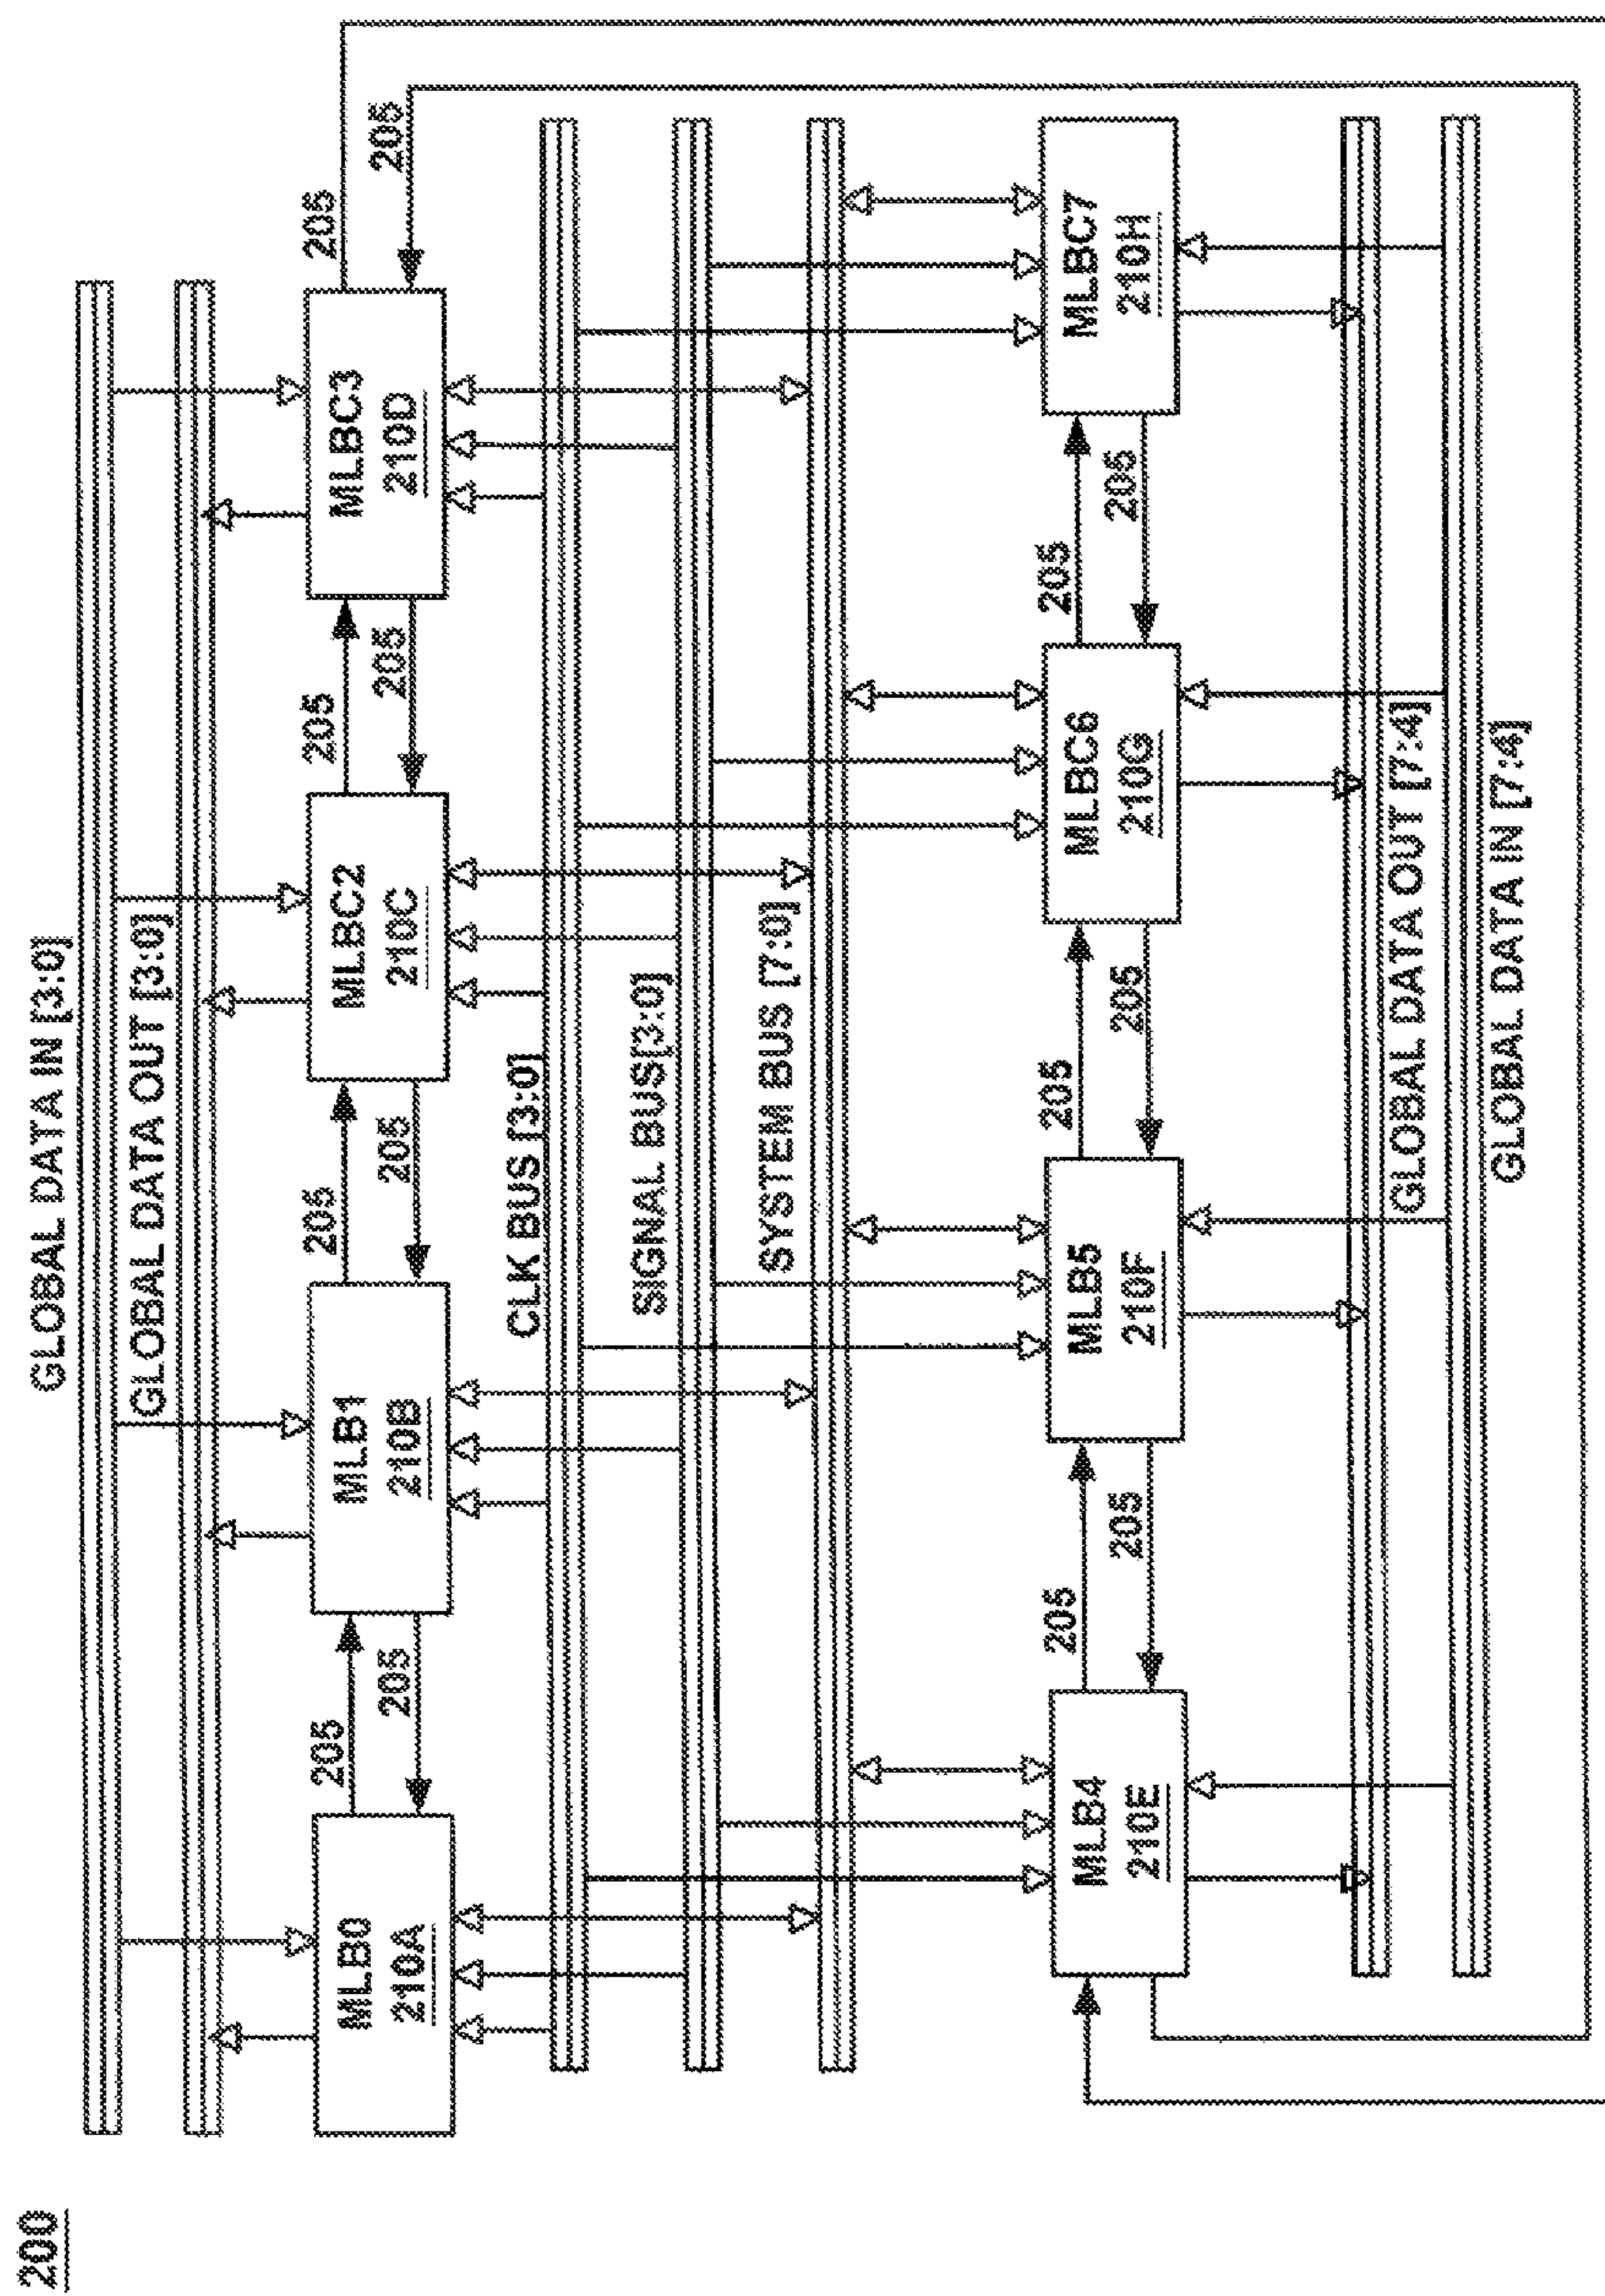 200
GLOBAL DATA IN [3:0]
GLOBAL DATA OUT [3:0]
MLB0
210A
205
205
MLB1
210B
205
205
MLBC2
210C
205
205
MLBC3
210D
205
205
CLK BUS [3:0]
SIGNAL BUS[3:0]
SYSTEM BUS [7:0]
MLB4
210E
205
205
MLB5
210F
205
205
MLBC6
210G
205
205
MLBC7
210H
GLOBAL DATA OUT [7:4]
GLOBAL DATA IN [7:4]